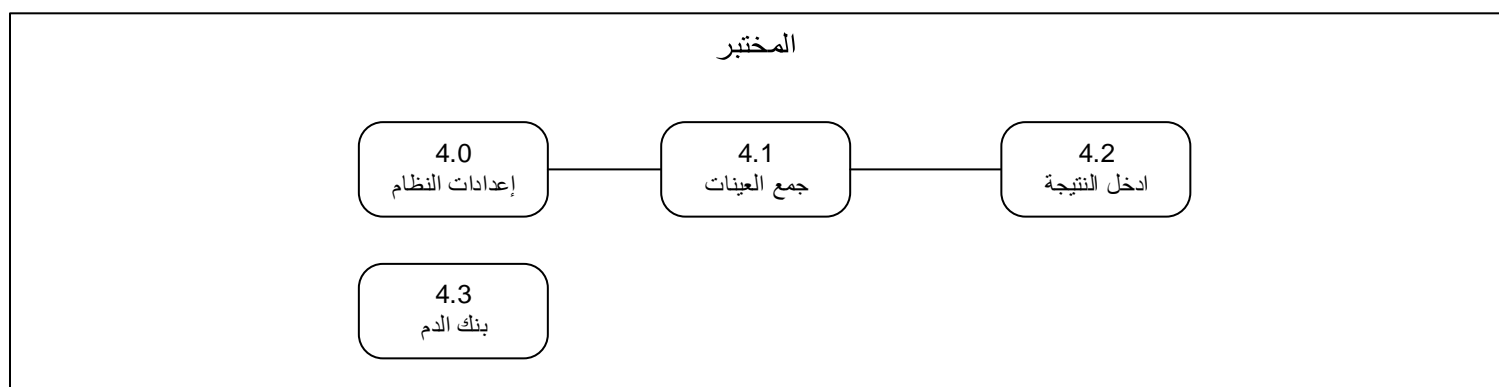 المختبر
4.0
إعدادات النظام
4.1
جمع العينات
4.2
ادخل النتيجة
4.3
بنك الدم